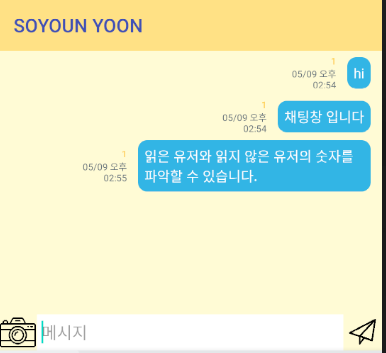 SOYOUN YOON
1
05/09 오후
02:54
hi
1
05/09 오후
02:54
채팅창 입니다
1
05/09 오후
02:55
읽은 유저와 읽지 않은 유저의 숫자를
파악할 수 있습니다.
메시지